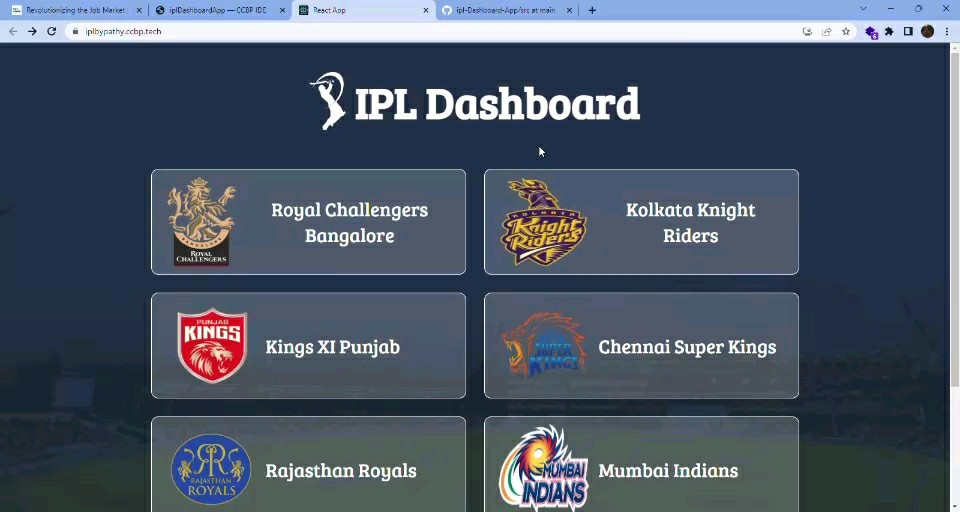 Revolutionizing the Job Market
iplDashboardApp — CCBP IDE
React App
ipl-Dashboard-App/src at main
iplbypathy.ccbp.tech
IPL Dashboard
BANGALORE
ROYAL
CHALLENGERS
Royal Challengers
Bangalore
KOLKATA
Knight
Riders
Kolkata Knight
Riders
PUNJAB
KINGS
Kings XI Punjab
SUPER
KINGS
Chennai Super Kings
RAJASTHAN
ROYALS
Rajasthan Royals
MUMBAI
INDIANS
Mumbai Indians